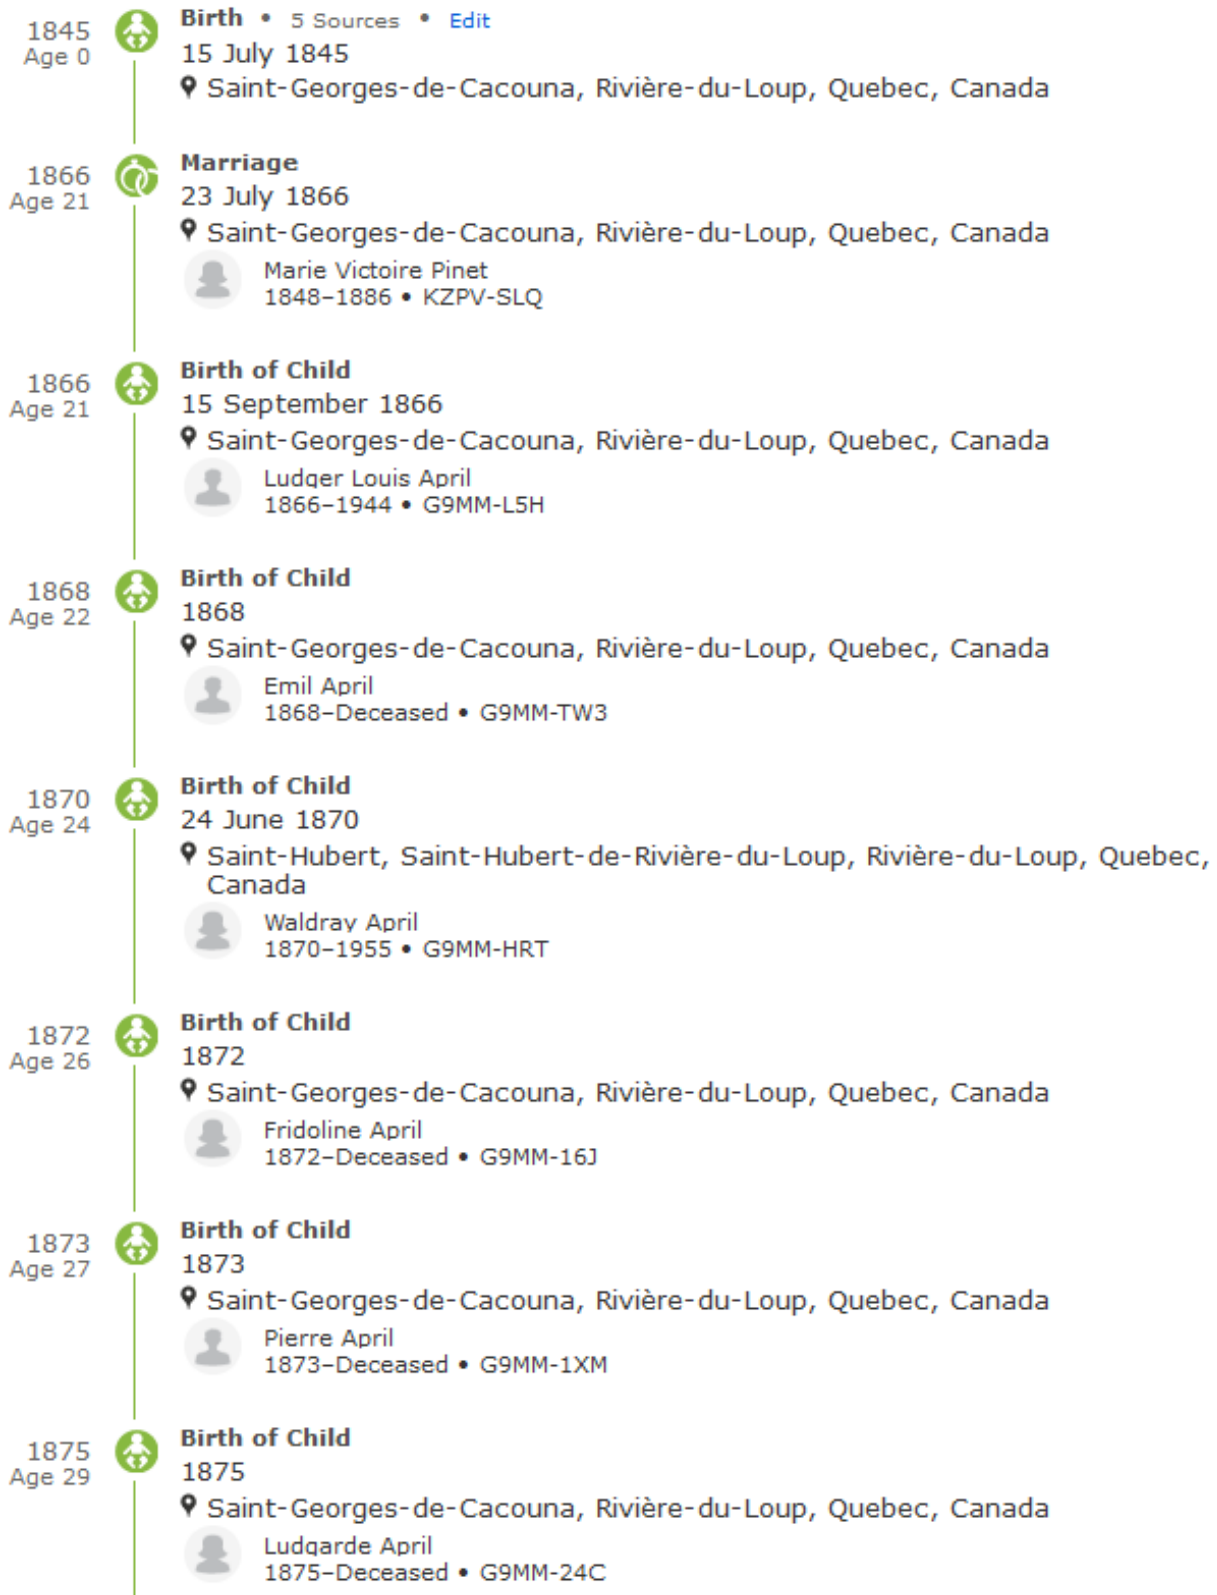 1845
Age 0
Birth • 5 Sources • Edit
15 July 1845
Saint-Georges-de-Cacouna, Rivière-du-Loup, Quebec, Canada
1866
Age 21
Marriage
23 July 1866
Saint-Georges-de-Cacouna, Rivière-du-Loup, Quebec, Canada
Marie Victoire Pinet
1848–1886 • KZPV-SLQ
1866
Age 21
Birth of Child
15 September 1866
Saint-Georges-de-Cacouna, Rivière-du-Loup, Quebec, Canada
Ludger Louis April
1866–1944 • G9MM-L5H
1868
Age 22
Birth of Child
1868
Saint-Georges-de-Cacouna, Rivière-du-Loup, Quebec, Canada
Emil April
1868–Deceased • G9MM-TW3
1870
Age 24
Birth of Child
24 June 1870
Saint-Hubert, Saint-Hubert-de-Rivière-du-Loup, Rivière-du-Loup, Quebec,
Canada
Waldray April
1870–1955 • G9MM-HRT
1872
Age 26
Birth of Child
1872
Saint-Georges-de-Cacouna, Rivière-du-Loup, Quebec, Canada
Fridoline April
1872–Deceased • G9MM-16J
1873
Age 27
Birth of Child
1873
Saint-Georges-de-Cacouna, Rivière-du-Loup, Quebec, Canada
Pierre April
1873–Deceased • G9MM-1XM
1875
Age 29
Birth of Child
1875
Saint-Georges-de-Cacouna, Rivière-du-Loup, Quebec, Canada
Ludgarde April
1875–Deceased • G9MM-24C